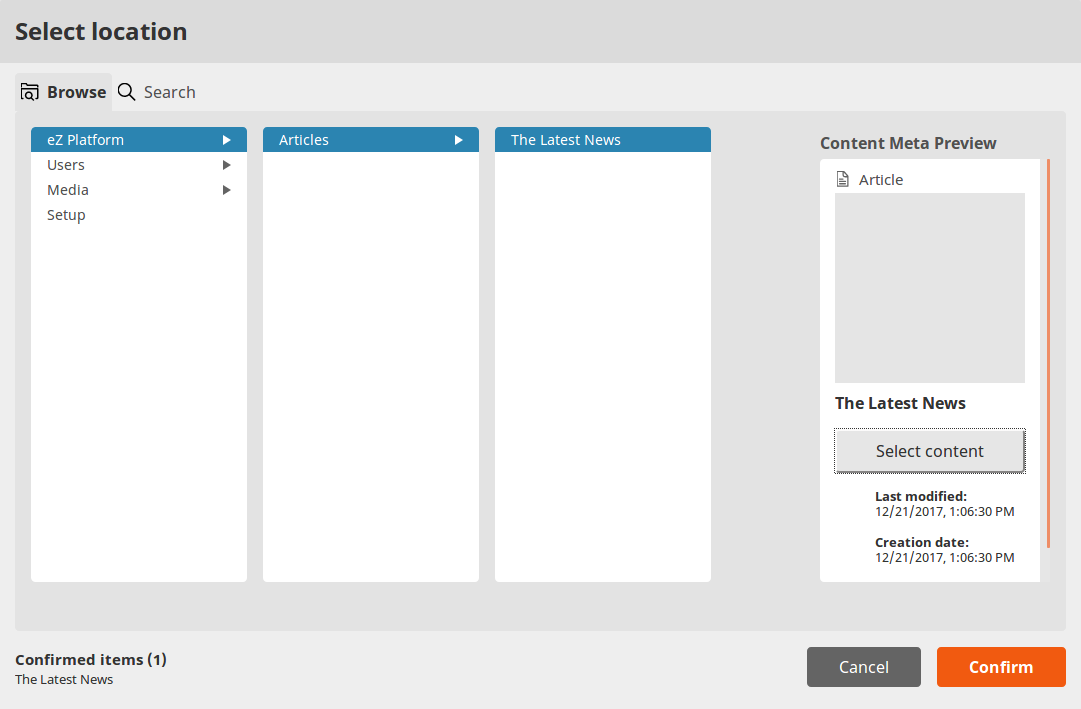 Select location
Browse
Search
eZ Platform
Users
Media
Setup
Articles
The Latest News
Content Meta Preview
Article
The Latest News
Select content
Last modified:
12/21/2017, 1:06:30 PM
Creation date:
12/21/2017, 1:06:30 PM
Confirmed items (1)
The Latest News
Cancel
Confirm